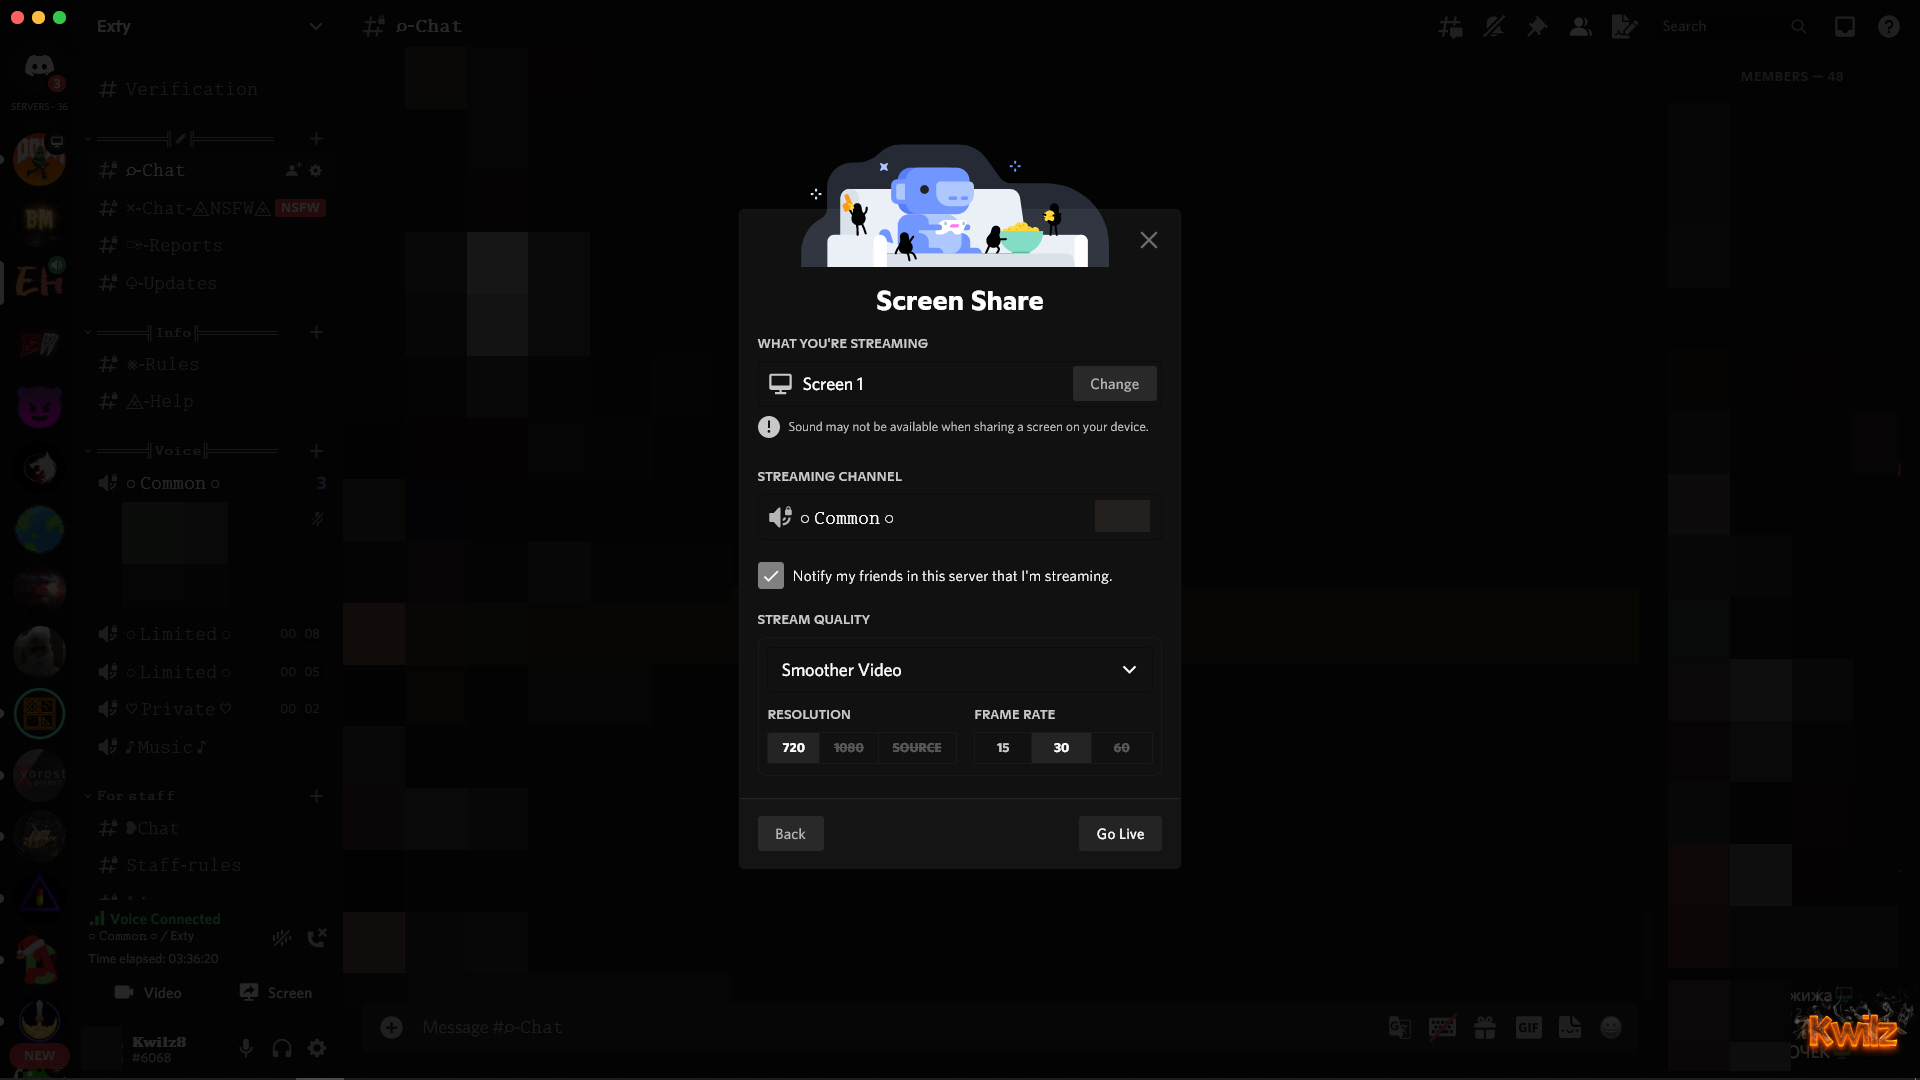 Exty
3
SERVERS - 36
BM
EH
NEW
Verification
o-Chat
×-Chat-⚠NSFW⚠ NSFW
-Reports
-Updates
Info
※-Rules
⚠-Help
Voice
○ Common ○ 3
○ Limited ○ 00 08
○ Limited ○ 00 05
♡ Private ♡ 00 02
♪ Music ♪
For staff
Chat
Staff-rules
Voice Connected
○ Common ○ / Exty
Time elapsed: 03:36:20
Video Screen
Kwilz8
#6068
o-Chat
Search
MEMBERS — 48
Screen Share
WHAT YOU'RE STREAMING
Screen 1 Change
Sound may not be available when sharing a screen on your device.
STREAMING CHANNEL
○ Common ○
Notify my friends in this server that I'm streaming.
STREAM QUALITY
Smoother Video
RESOLUTION FRAME RATE
720 1080 SOURCE 15 30 60
Back Go Live
Message #o-Chat
GIF
Kwilz